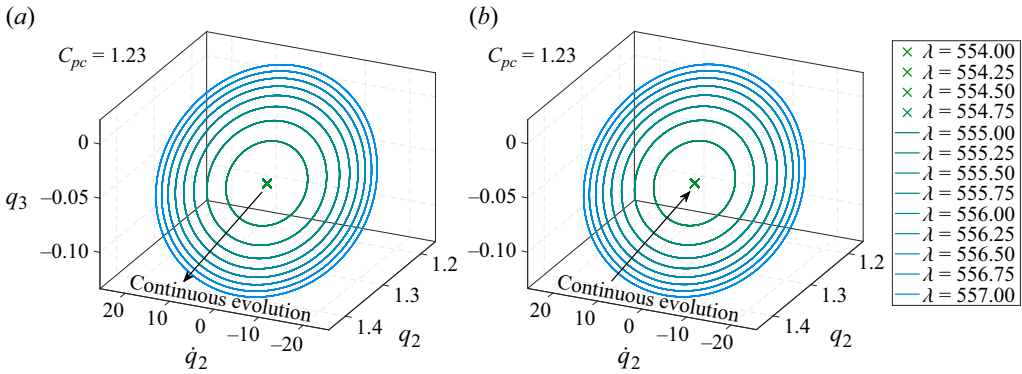 (a)
C_pc = 1.23
0
−0.05
−0.10
q_3
20
10
0
−10
−20
q̇_2
1.4
1.3
1.2
q_2
Continuous evolution
(b)
C_pc = 1.23
0
−0.05
−0.10
20
10
0
−10
−20
q̇_2
1.4
1.3
1.2
q_2
Continuous evolution
λ = 554.00
λ = 554.25
λ = 554.50
λ = 554.75
λ = 555.00
λ = 555.25
λ = 555.50
λ = 555.75
λ = 556.00
λ = 556.25
λ = 556.50
λ = 556.75
λ = 557.00